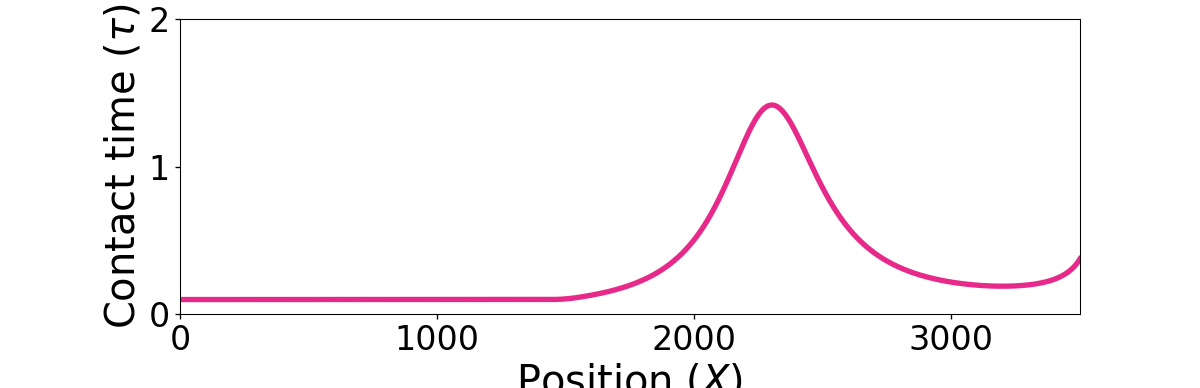 Contact time (τ)
2
1
0
0 1000 2000 3000
Position (X)